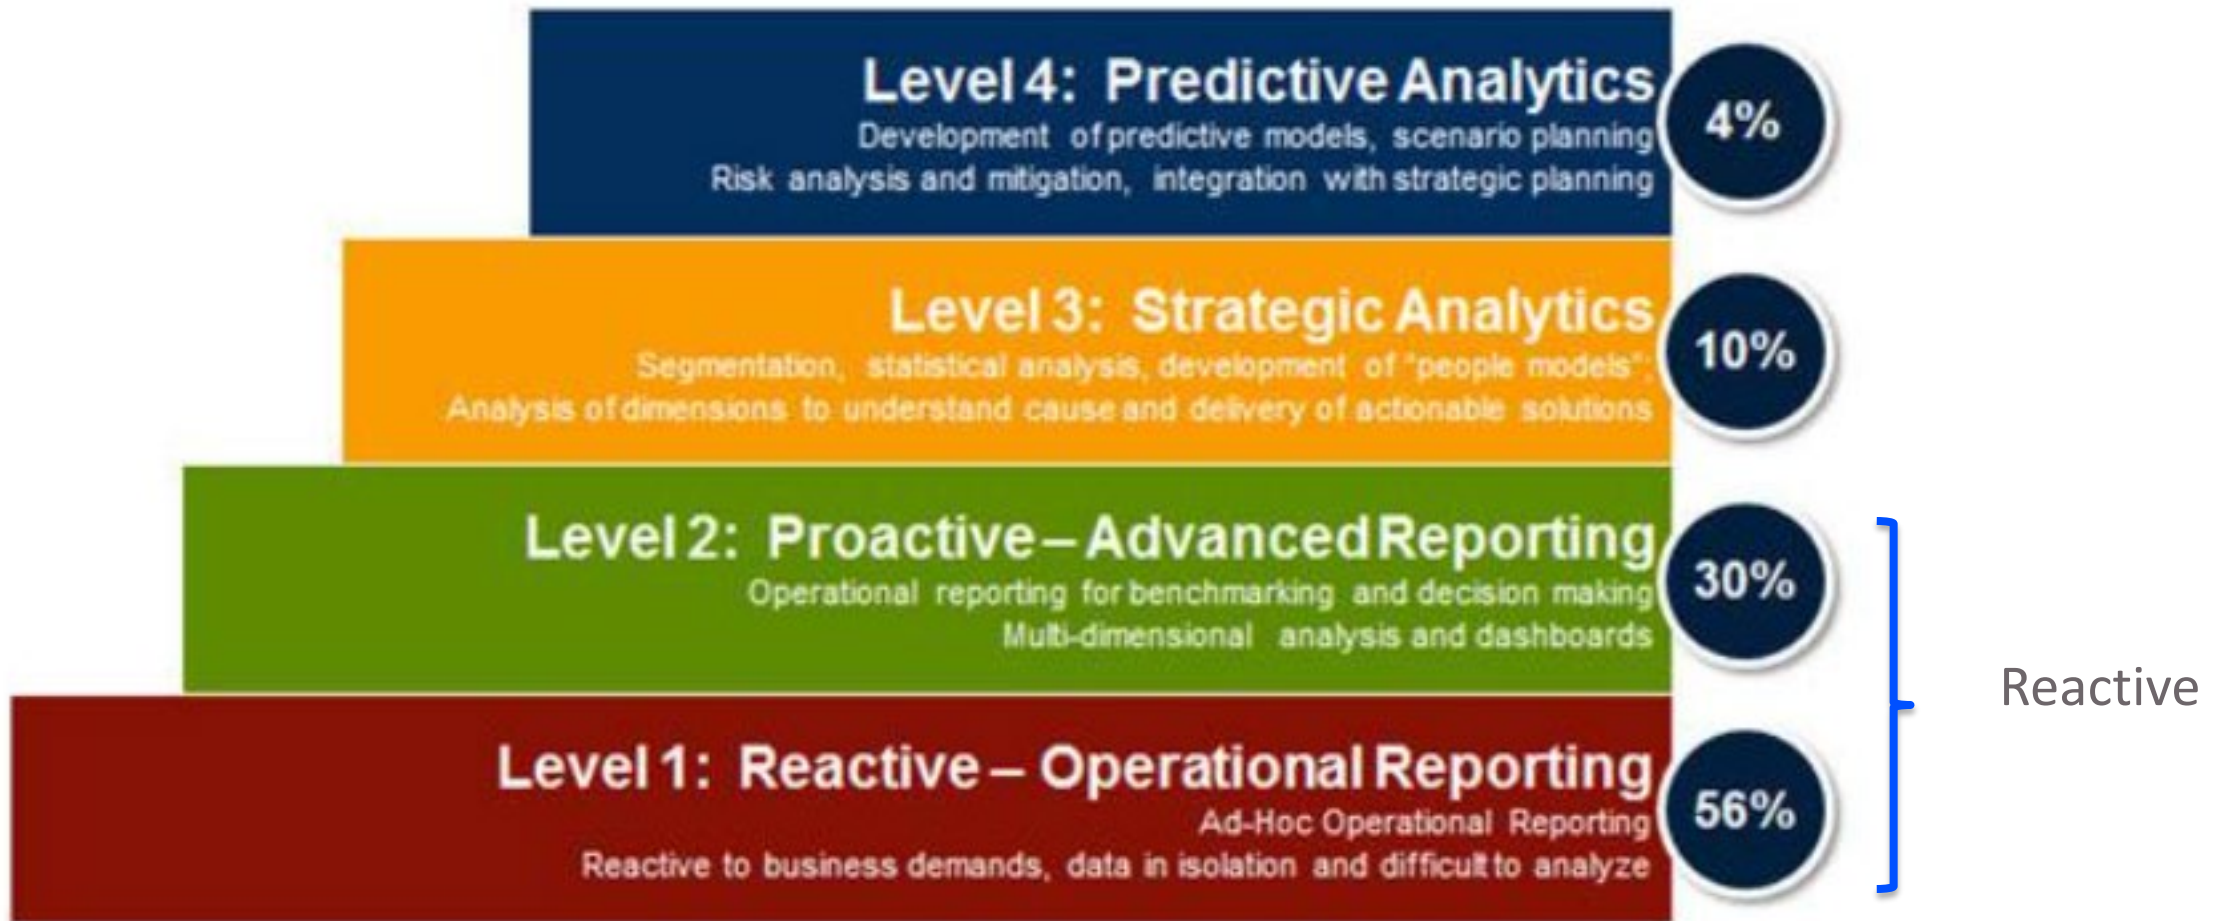 Level 4: Predictive Analytics
Development of predictive models, scenario planning
Risk analysis and mitigation, integration with strategic planning
4%
Level 3: Strategic Analytics
Segmentation, statistical analysis, development of "people models";
Analysis of dimensions to understand cause and delivery of actionable solutions
10%
Level 2: Proactive – Advanced Reporting
Operational reporting for benchmarking and decision making
Multi-dimensional analysis and dashboards
30%
Reactive
Level 1: Reactive – Operational Reporting
Ad-Hoc Operational Reporting
Reactive to business demands, data in isolation and difficult to analyze
56%